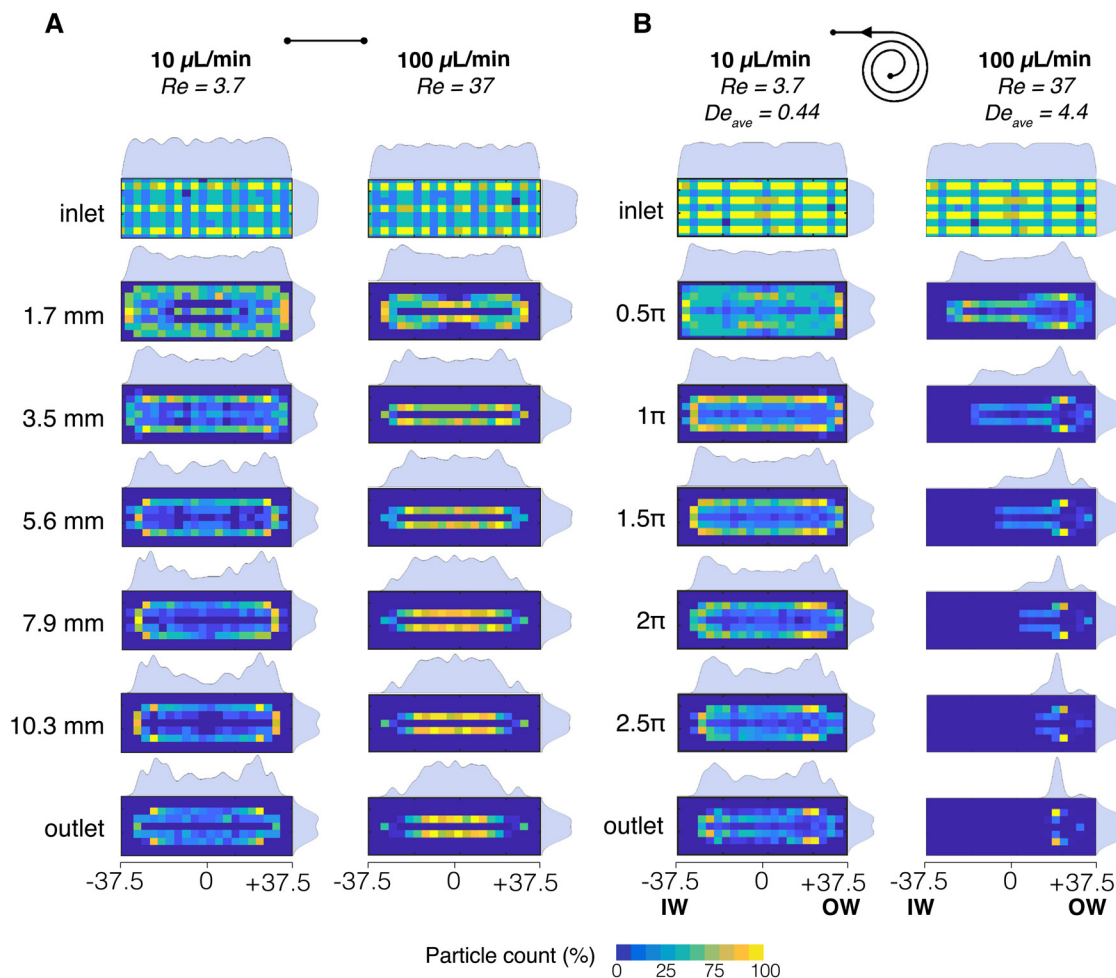 A
10 µL/min
Re = 3.7
100 µL/min
Re = 37
inlet
1.7 mm
3.5 mm
5.6 mm
7.9 mm
10.3 mm
outlet
-37.5 0 +37.5
-37.5 0 +37.5
B
10 µL/min
Re = 3.7
De ave = 0.44
100 µL/min
Re = 37
De ave = 4.4
inlet
0.5π
1π
1.5π
2π
2.5π
outlet
-37.5 0 +37.5
IW OW
-37.5 0 +37.5
IW OW
Particle count (%)
0 25 75 100